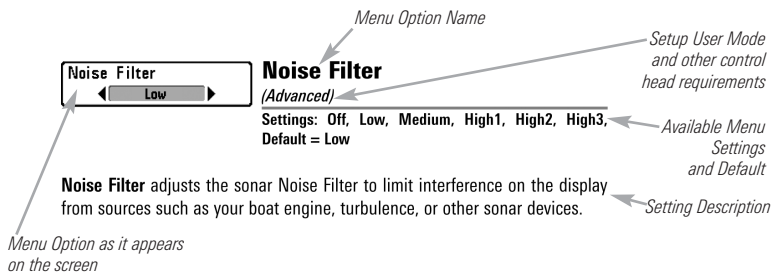 Menu Option Name
Setup User Mode
and other control
head requirements
Noise Filter
Low
Noise Filter
(Advanced)
Settings: Off, Low, Medium, High1, High2, High3,
Default = Low
Available Menu
Settings
and Default
Noise Filter adjusts the sonar Noise Filter to limit interference on the display
from sources such as your boat engine, turbulence, or other sonar devices.
Setting Description
Menu Option as it appears
on the screen